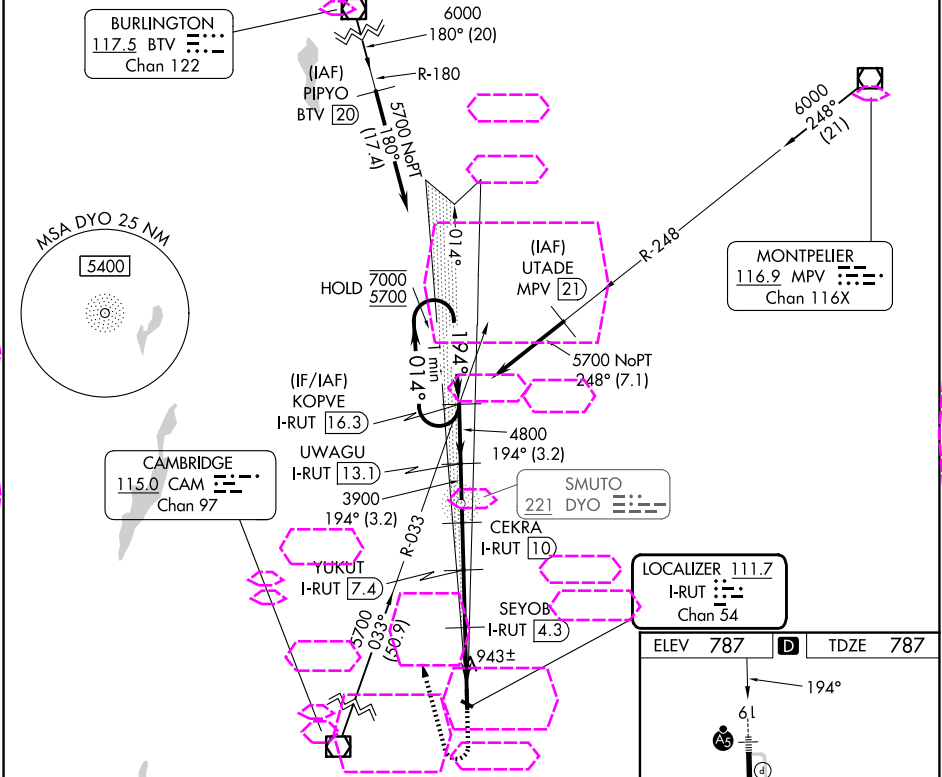 BURLINGTON
117.5 BTV
Chan 122
6000
180° (20)
R-180
(IAF)
PIPYO
BTV 20
5700 NoPT
180°
(17.4)
6000
248°
(21)
R-248
MONTPELIER
116.9 MPV
Chan 116X
MSA DYO 25 NM
5400
014°
(IAF)
UTADE
MPV 21
HOLD 7000
5700
194°
1 min
014°
5700 NoPT
248° (7.1)
(IF/IAF)
KOPVE
I-RUT 16.3
4800
194° (3.2)
UWAGU
I-RUT 13.1
CAMBRIDGE
115.0 CAM
Chan 97
3900
194° (3.2)
SMUTO
221 DYO
R-033
CEKRA
I-RUT 10
YUKUT
I-RUT 7.4
LOCALIZER 111.7
I-RUT
Chan 54
SEYOB
I-RUT 4.3
5700
033°
(50.9)
943±
ELEV 787 D TDZE 787
194°
19
A5
P